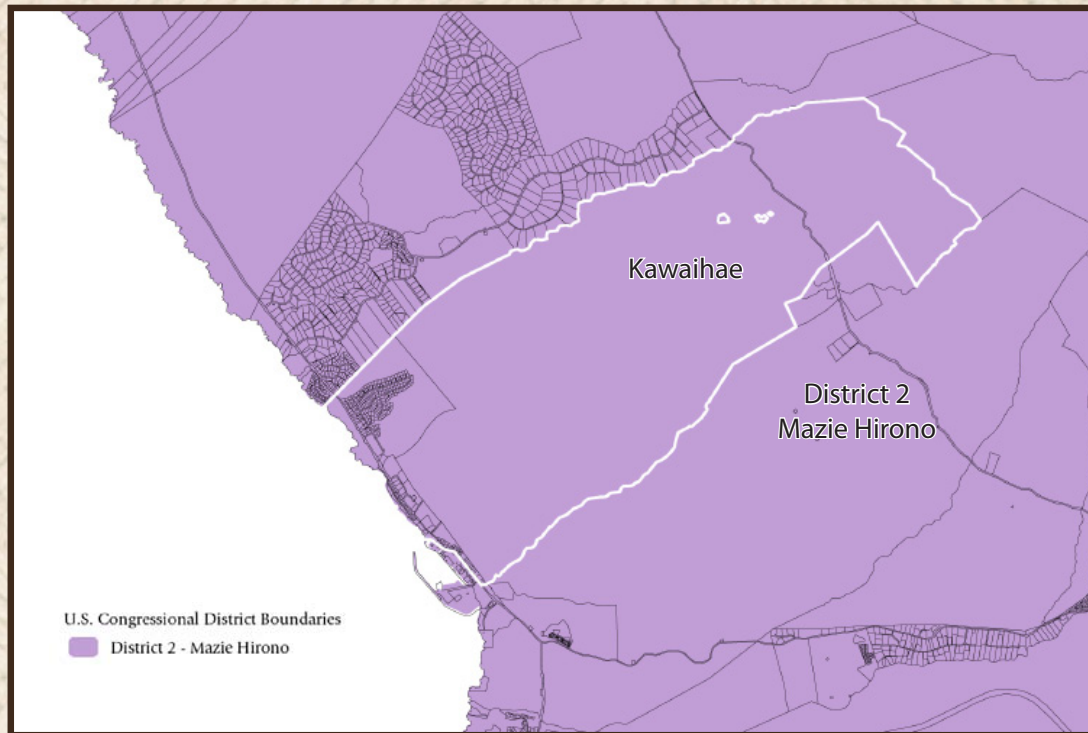 Kawaihae
District 2
Mazie Hirono
U.S. Congressional District Boundaries
District 2 - Mazie Hirono